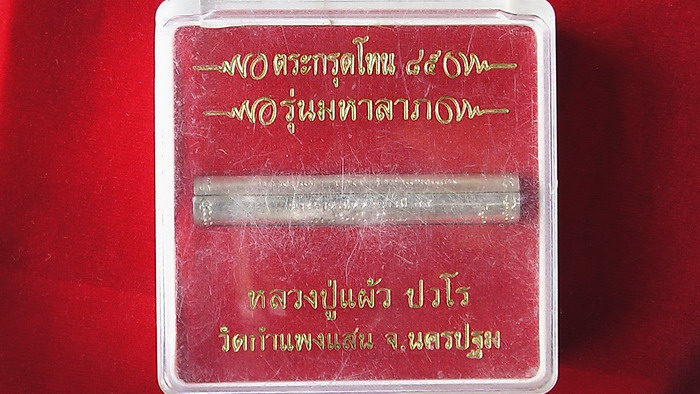 ตระกรุดโทน ๘๕
รุ่นมหาลาภ
หลวงปู่แผ้ว ปวโร
วัดกำแพงแสน จ.นครปฐม